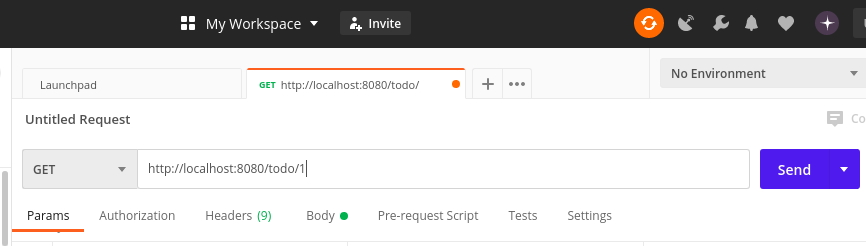 My Workspace Invite
Launchpad GET http://localhost:8080/todo/ No Environment
Untitled Request
GET http://localhost:8080/todo/1 Send
Params Authorization Headers (9) Body Pre-request Script Tests Settings